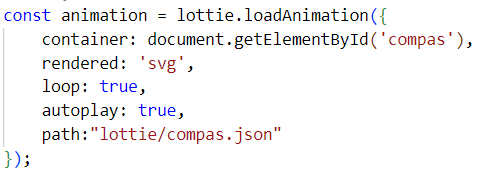 const animation = lottie.loadAnimation({
    container: document.getElementById('compas'),
    rendered: 'svg',
    loop: true,
    autoplay: true,
    path:"lottie/compas.json"
});